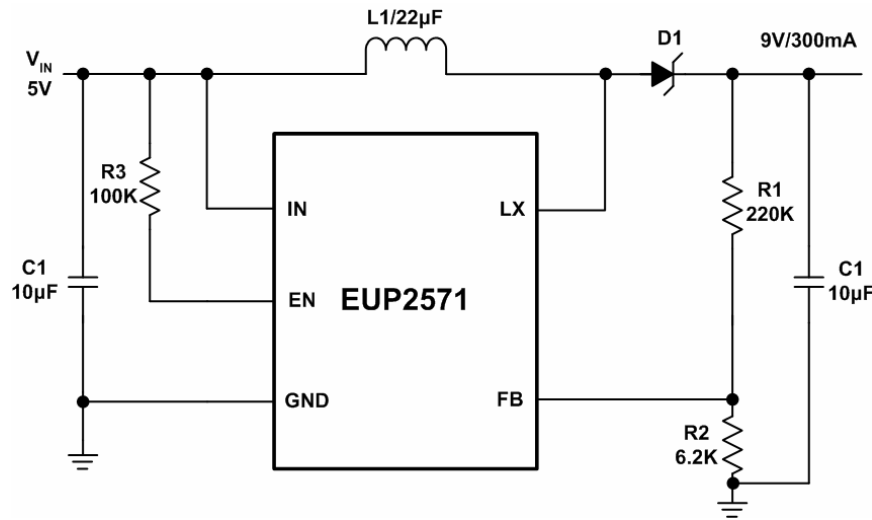 L1/22µF
D1
9V/300mA
VIN
5V
R3
100K
IN
LX
R1
220K
C1
10µF
EN
EUP2571
C1
10µF
GND
FB
R2
6.2K